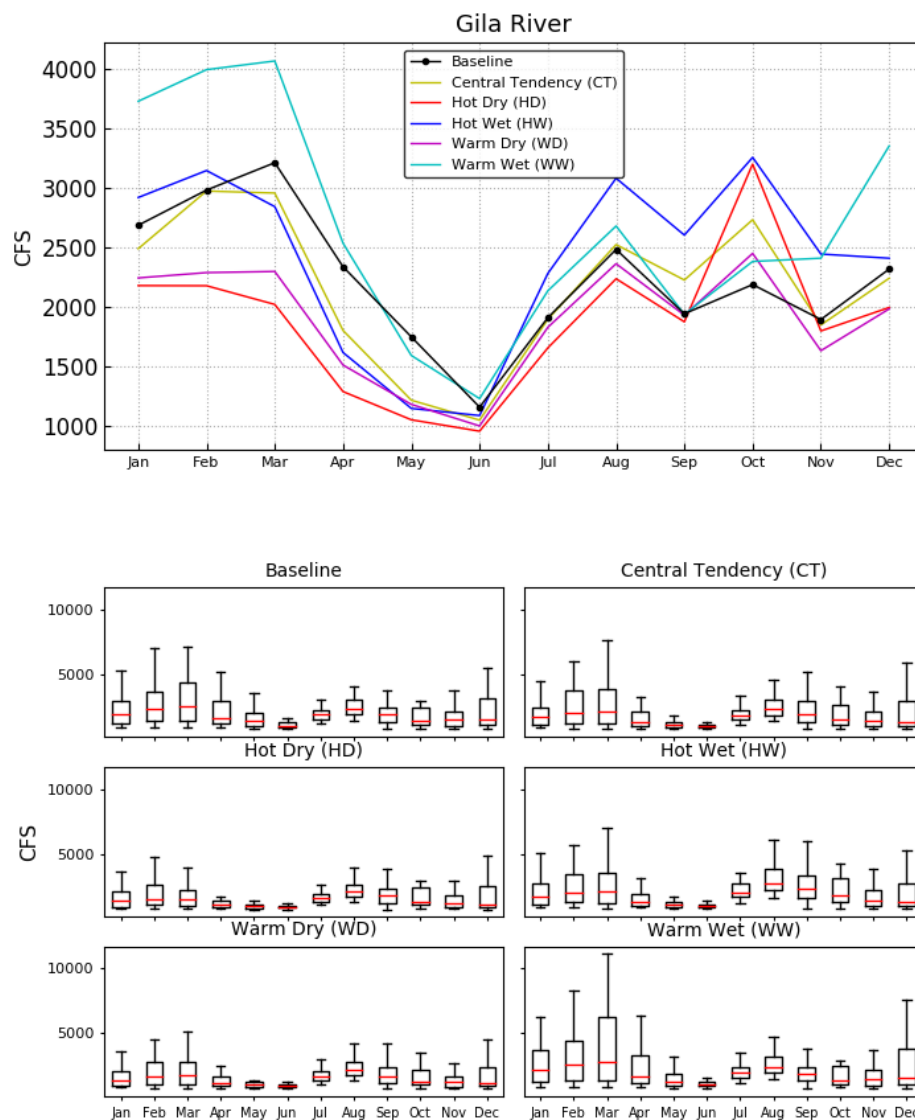 Gila River
4000
3500
3000
2500
2000
1500
1000
CFS
Baseline
Central Tendency (CT)
Hot Dry (HD)
Hot Wet (HW)
Warm Dry (WD)
Warm Wet (WW)
Jan Feb Mar Apr May Jun Jul Aug Sep Oct Nov Dec
Baseline Central Tendency (CT)
10000
5000
Hot Dry (HD) Hot Wet (HW)
10000
5000
CFS
Warm Dry (WD) Warm Wet (WW)
10000
5000
Jan Feb Mar Apr May Jun Jul Aug Sep Oct Nov Dec Jan Feb Mar Apr May Jun Jul Aug Sep Oct Nov Dec